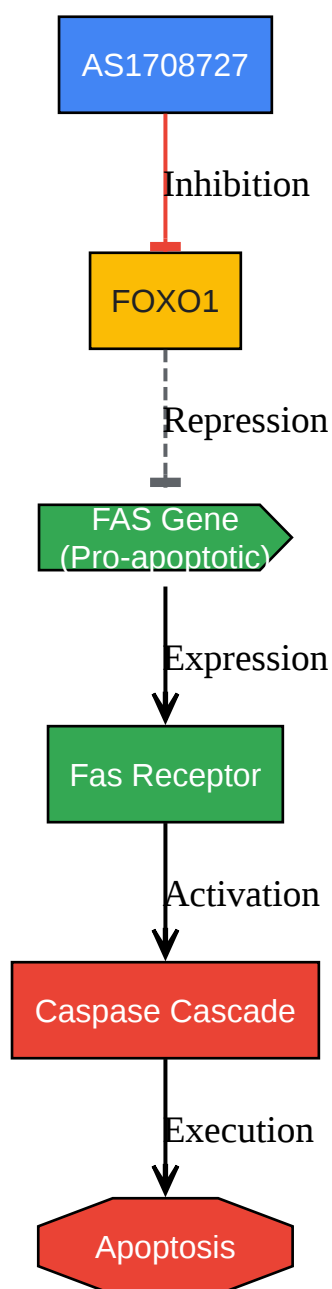 AS1708727
Inhibition
FOXO1
Repression
FAS Gene
(Pro-apoptotic)
Expression
Fas Receptor
Activation
Caspase Cascade
Execution
Apoptosis